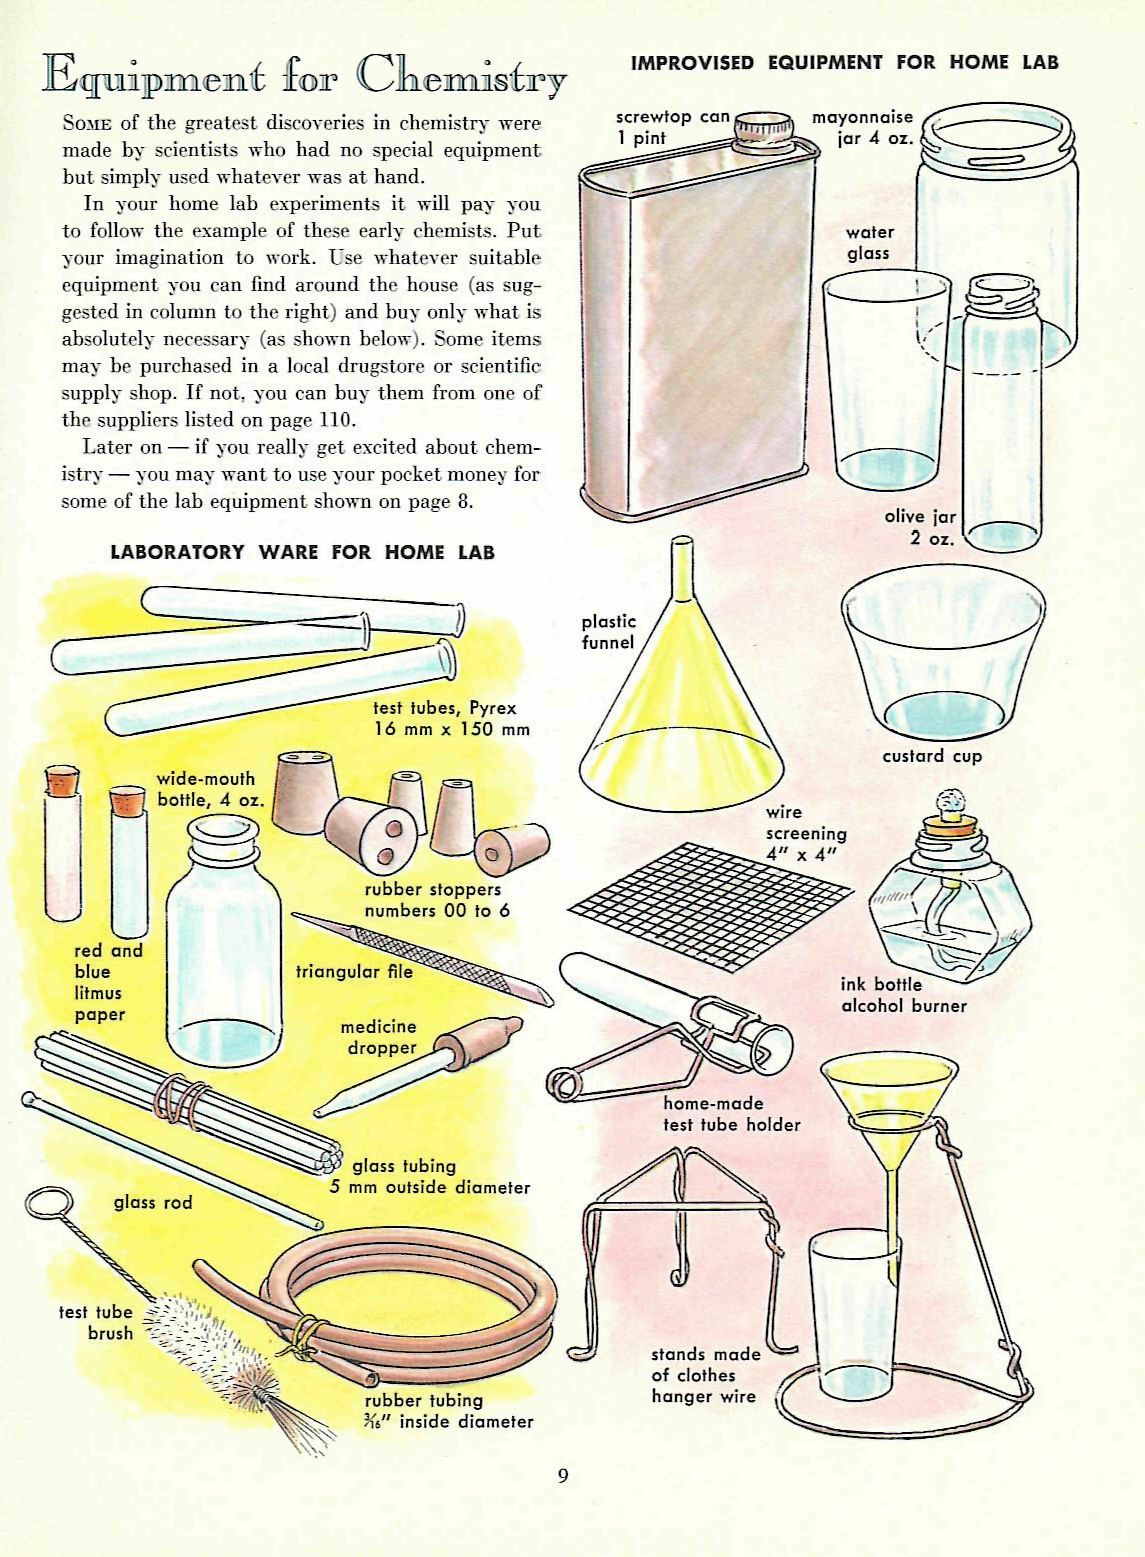 Equipment for Chemistry
SOME of the greatest discoveries in chemistry were
made by scientists who had no special equipment
but simply used whatever was at hand.
In your home lab experiments it will pay you
to follow the example of these early chemists. Put
your imagination to work. Use whatever suitable
equipment you can find around the house (as sug-
gested in column to the right) and buy only what is
absolutely necessary (as shown below). Some items
may be purchased in a local drugstore or scientific
supply shop. If not, you can buy them from one of
the suppliers listed on page 110.
Later on — if you really get excited about chem-
istry — you may want to use your pocket money for
some of the lab equipment shown on page 8.
LABORATORY WARE FOR HOME LAB
test tubes, Pyrex
16 mm x 150 mm
wide-mouth
bottle, 4 oz.
rubber stoppers
numbers 00 to 6
red and
blue
litmus
paper
triangular file
medicine
dropper
glass tubing
5 mm outside diameter
glass rod
test tube
brush
rubber tubing
3/16" inside diameter
IMPROVISED EQUIPMENT FOR HOME LAB
screwtop can
1 pint
mayonnaise
jar 4 oz.
water
glass
olive jar
2 oz.
plastic
funnel
custard cup
wire
screening
4" x 4"
ink bottle
alcohol burner
home-made
test tube holder
stands made
of clothes
hanger wire
9